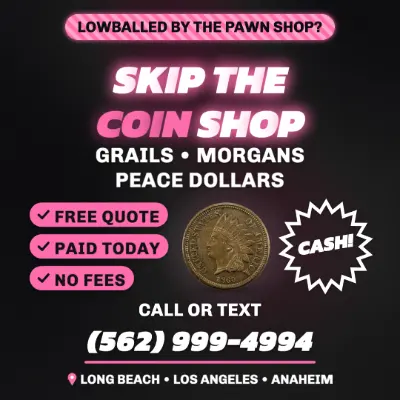 LOWBALLED BY THE PAWN SHOP?
SKIP THE
COIN SHOP
GRAILS • MORGANS
PEACE DOLLARS
✓ FREE QUOTE
✓ PAID TODAY
✓ NO FEES
CASH!
CALL OR TEXT
(562) 999-4994
LONG BEACH • LOS ANGELES • ANAHEIM